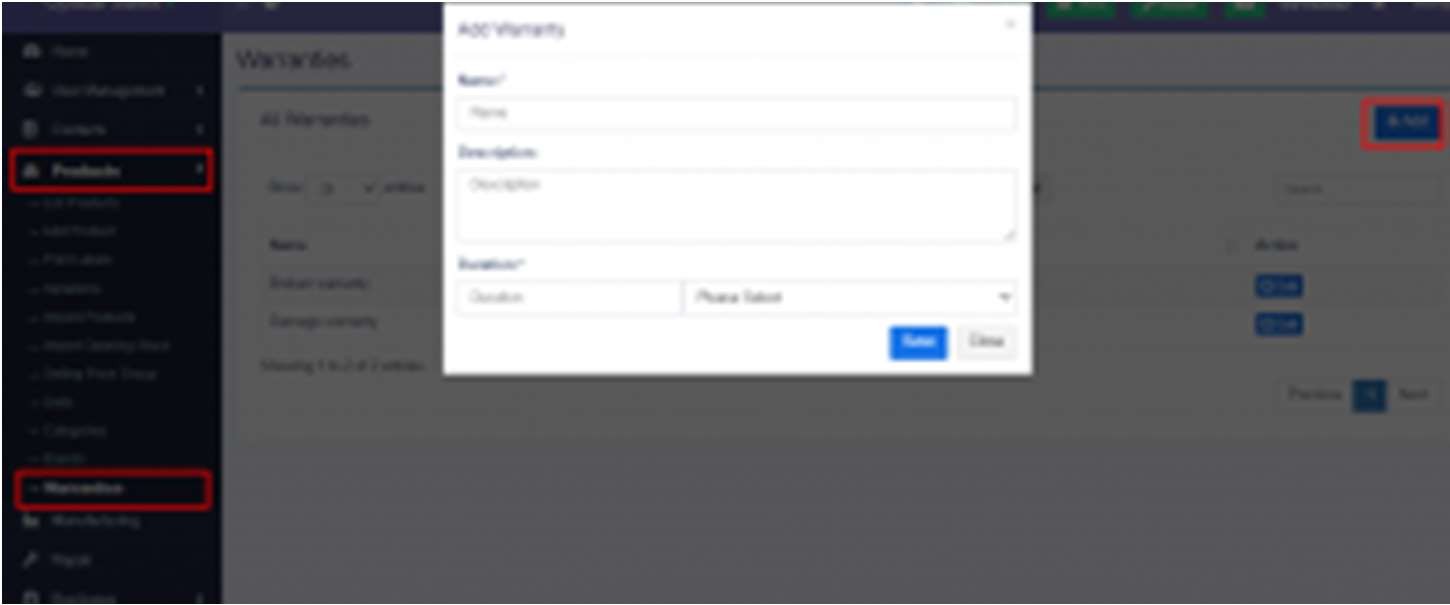 Home
User Management
Contacts
Products
List Products
Add Product
Print Labels
Variations
Import Products
Import Opening Stock
Selling Price Group
Units
Categories
Brands
Warranties
Manufacturing
Repair
Purchases
Warranties
All Warranties
Add
Show entries
Search
Name
Action
Edit
Damage warranty
Edit
Showing 1 to 2 of 2 entries
Previous 1 Next
Add Warranty
×
Name:*
Name
Description:
Description
Duration:*
Duration Please Select
Save Close